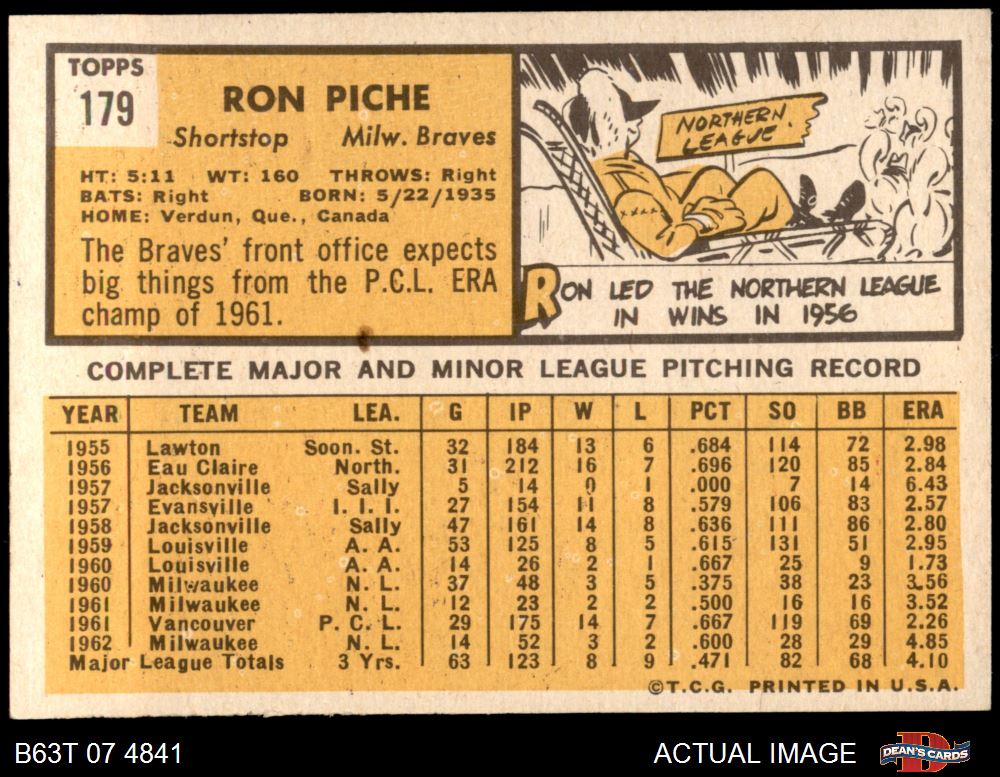 TOPPS
179
RON PICHE
Shortstop Milw. Braves
HT: 5:11 WT: 160 THROWS: Right
BATS: Right BORN: 5/22/1935
HOME: Verdun, Que., Canada
The Braves' front office expects
big things from the P.C.L. ERA
champ of 1961.
NORTHERN
LEAGUE
RON LED THE NORTHERN LEAGUE
IN WINS IN 1956
COMPLETE MAJOR AND MINOR LEAGUE PITCHING RECORD
YEAR TEAM LEA. G IP W L PCT SO BB ERA
1955 Lawton Soon. St. 32 184 13 6 .684 114 72 2.98
1956 Eau Claire North. 31 212 16 7 .696 120 85 2.84
1957 Jacksonville Sally 5 14 0 1 .000 7 14 6.43
1957 Evansville I. I. I. 27 154 11 8 .579 106 83 2.57
1958 Jacksonville Sally 47 161 14 8 .636 111 86 2.80
1959 Louisville A. A. 53 125 8 5 .615 131 51 2.95
1960 Louisville A. A. 14 26 2 1 .667 25 9 1.73
1960 Milwaukee N. L. 37 48 3 5 .375 38 23 3.56
1961 Milwaukee N. L. 12 23 2 2 .500 16 16 3.52
1961 Vancouver P. C. L. 29 175 14 7 .667 119 69 2.26
1962 Milwaukee N. L. 14 52 3 2 .600 28 29 4.85
Major League Totals 3 Yrs. 63 123 8 9 .471 82 68 4.10
©T.C.G. PRINTED IN U.S.A.
B63T 07 4841 ACTUAL IMAGE DEAN'S CARDS